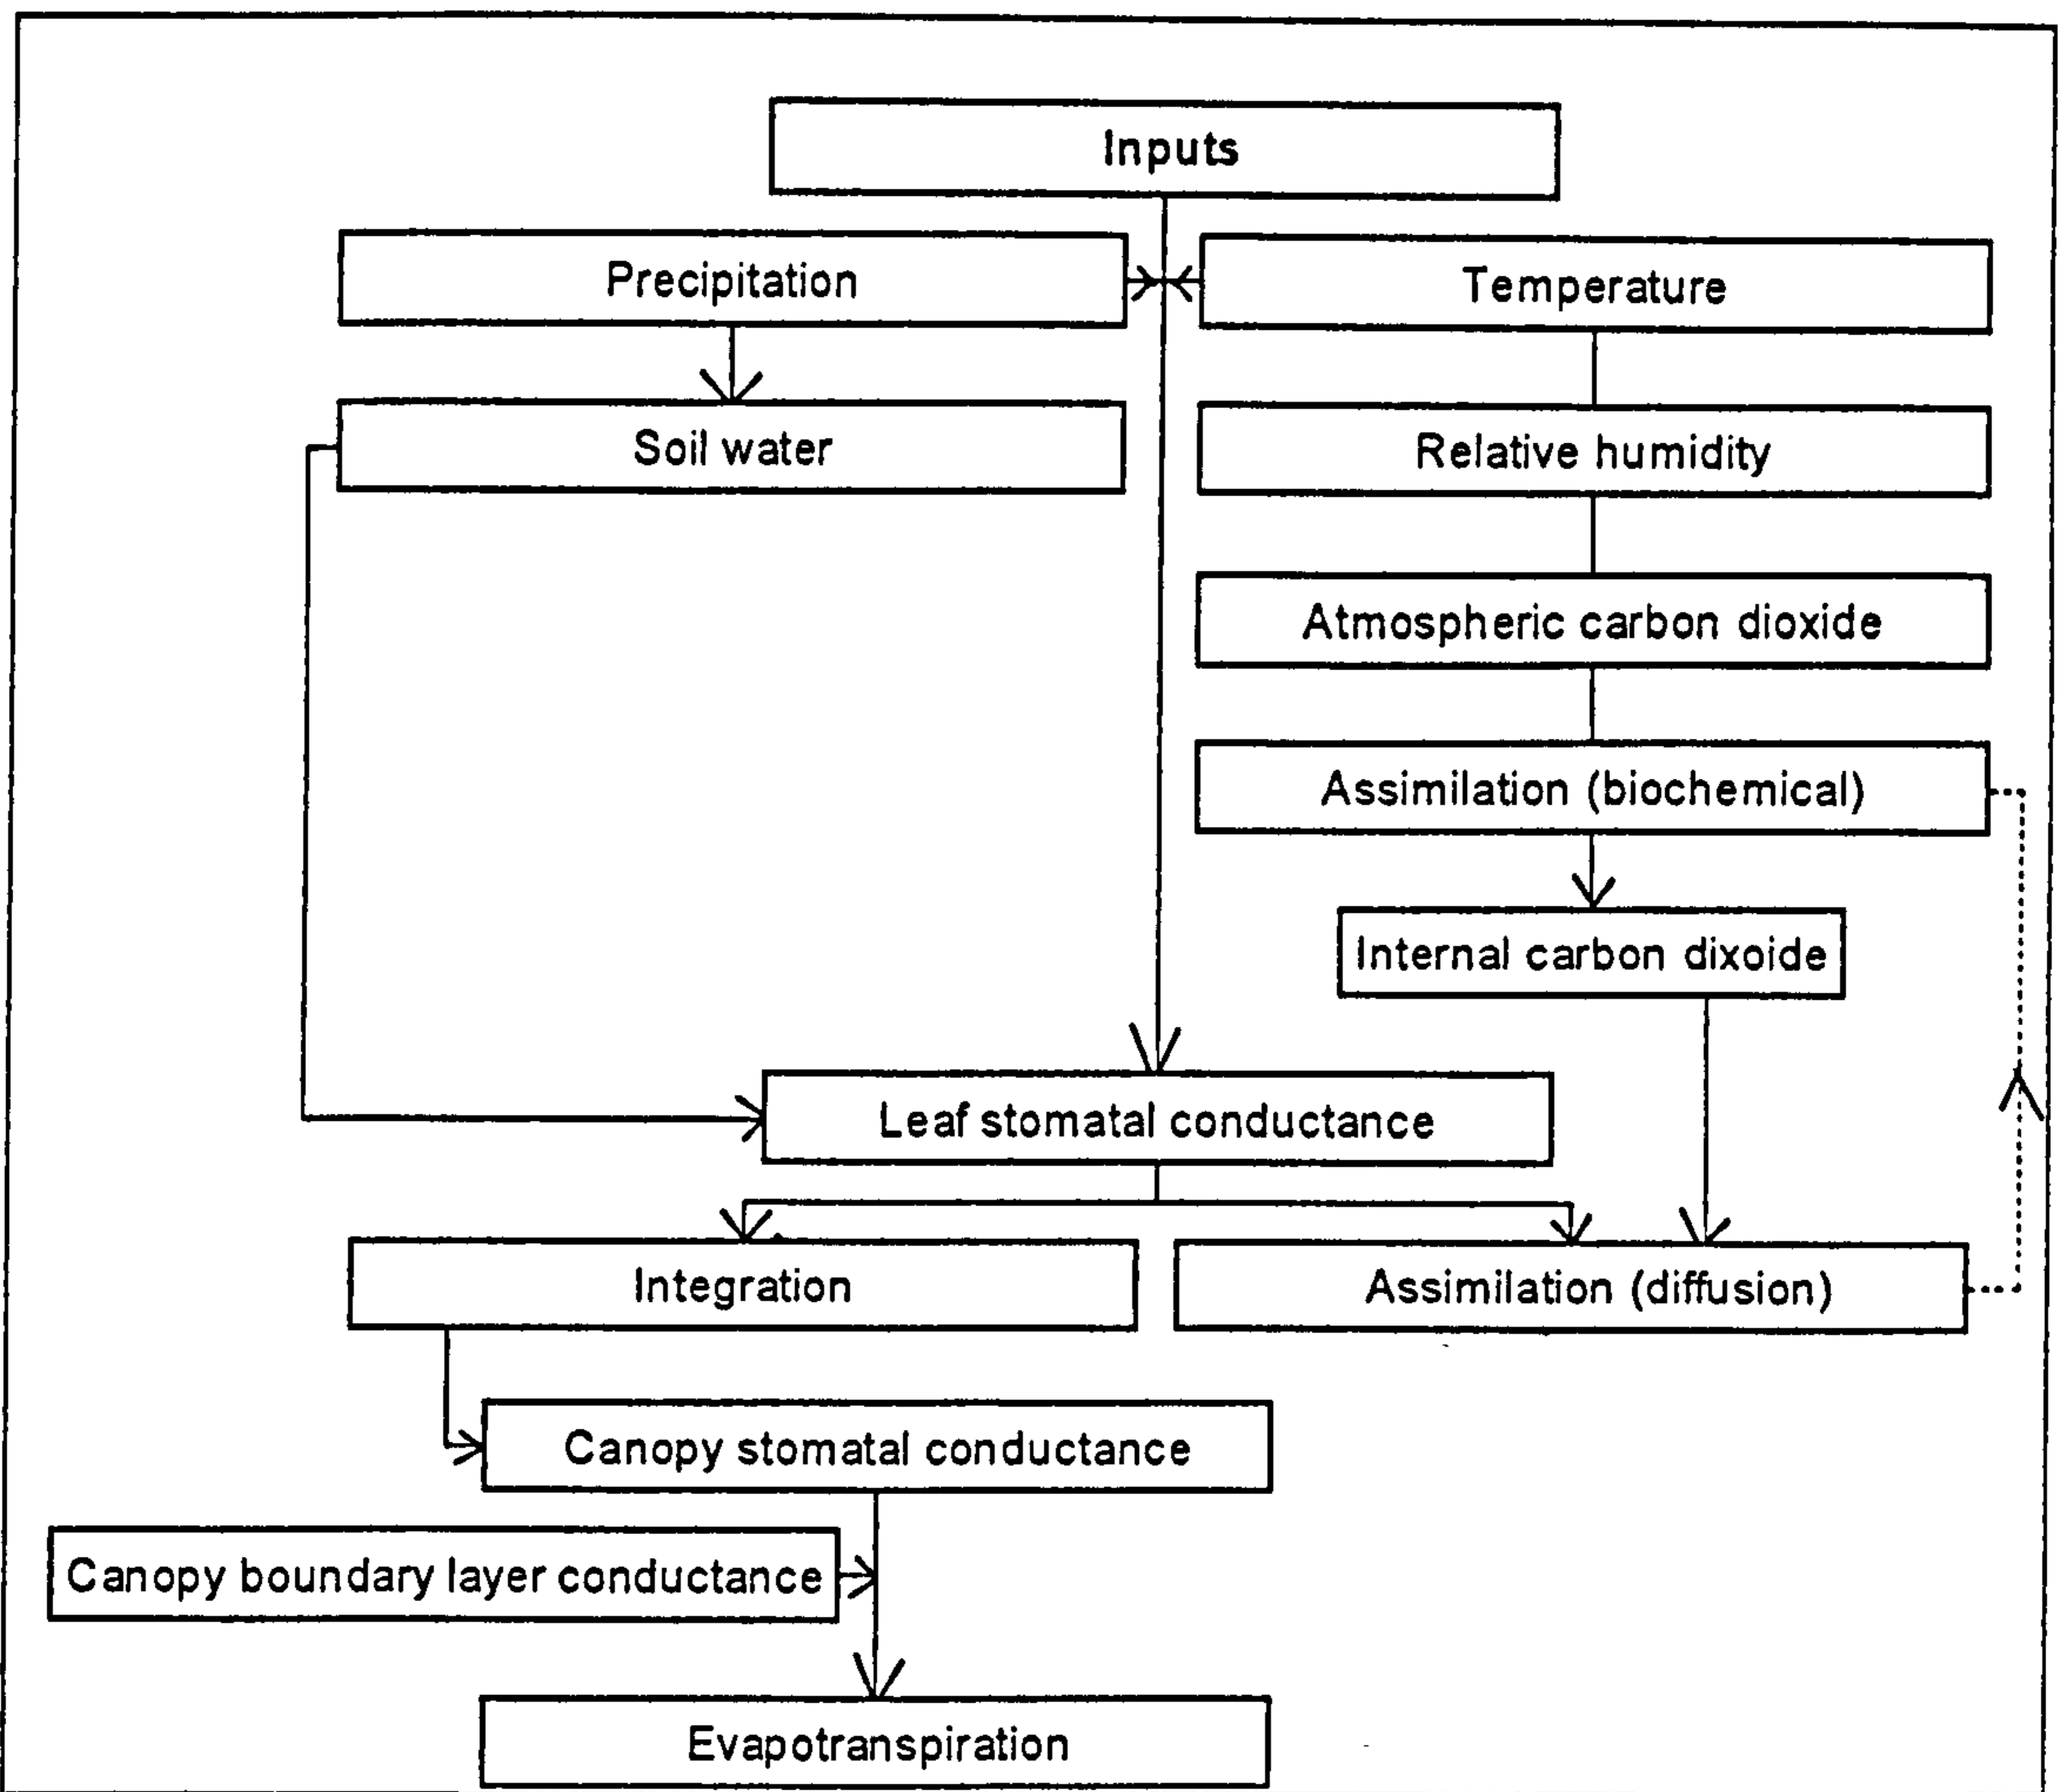 Inputs
Precipitation
Temperature
Soil water
Relative humidity
Atmospheric carbon dioxide
Assimilation (biochemical)
Internal carbon dixoide
Leaf stomatal conductance
Integration
Assimilation (diffusion)
Canopy stomatal conductance
Canopy boundary layer conductance
Evapotranspiration